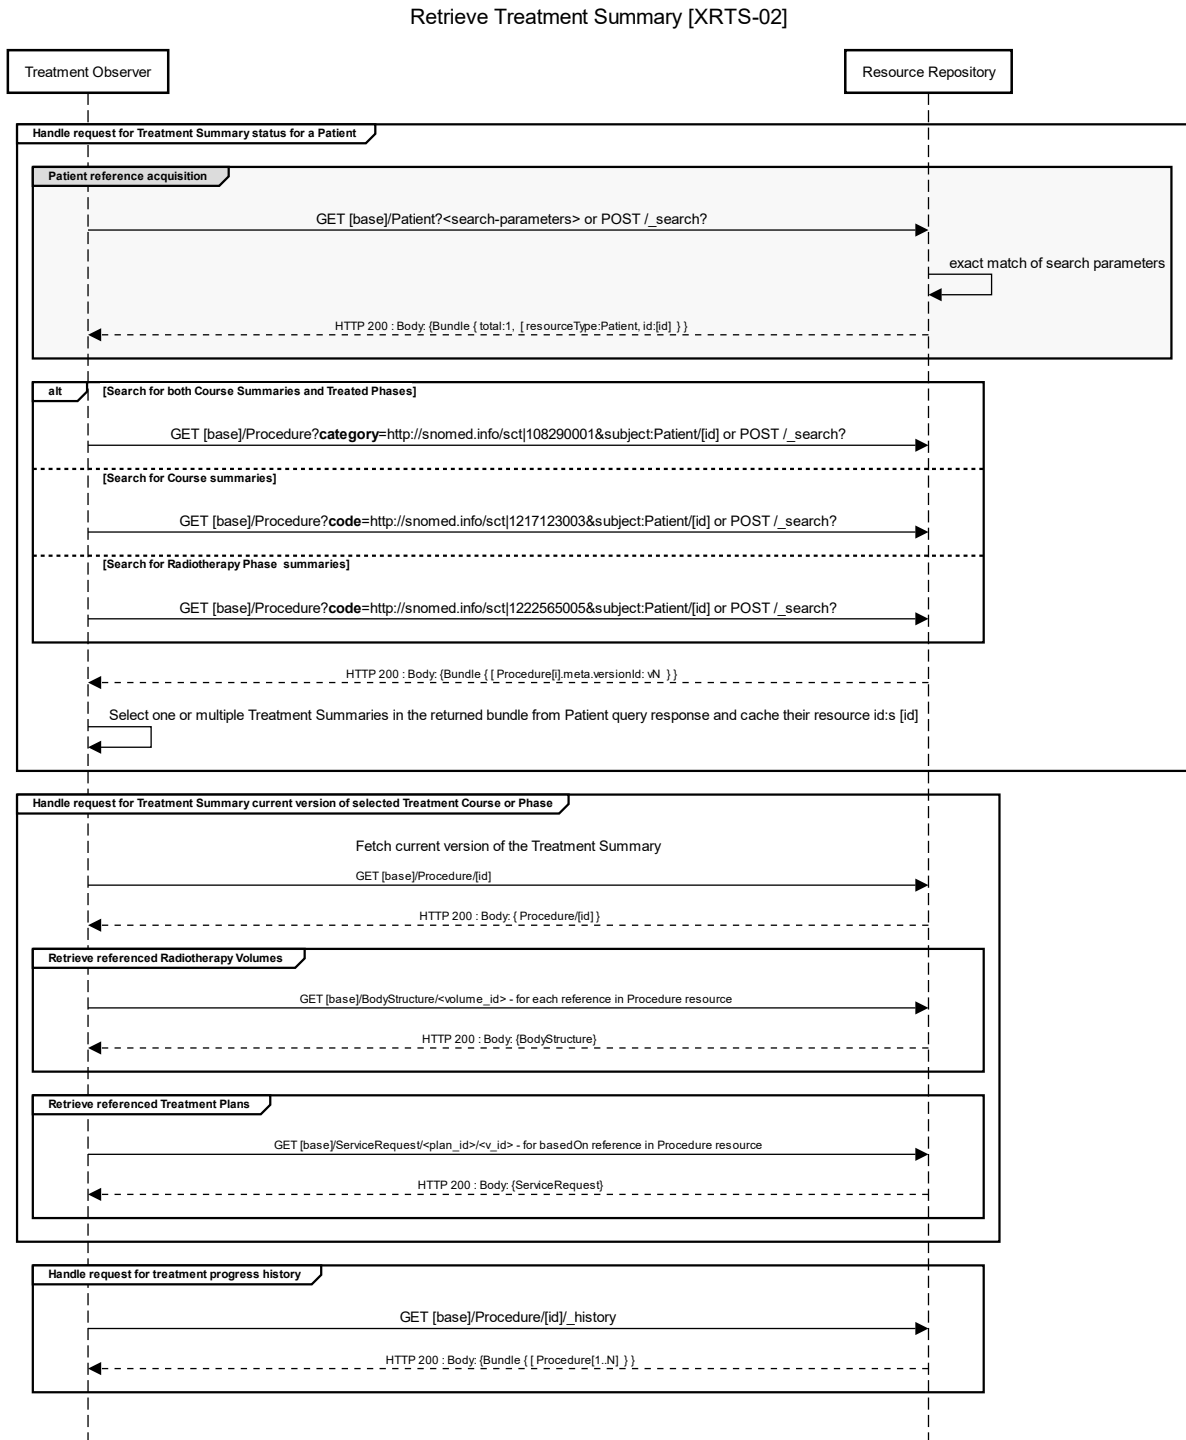 Retrieve Treatment Summary [XRTS-02]
Treatment Observer
Resource Repository
Handle request for Treatment Summary status for a Patient
Patient reference acquisition
GET [base]/Patient?<search-parameters> or POST /_search?
exact match of search parameters
HTTP 200 : Body: {Bundle { total:1, [ resourceType:Patient, id:[id] } }
alt
[Search for both Course Summaries and Treated Phases]
GET [base]/Procedure?category=http://snomed.info/sct|108290001&subject:Patient/[id] or POST /_search?
[Search for Course summaries]
GET [base]/Procedure?code=http://snomed.info/sct|1217123003&subject:Patient/[id] or POST /_search?
[Search for Radiotherapy Phase summaries]
GET [base]/Procedure?code=http://snomed.info/sct|1222565005&subject:Patient/[id] or POST /_search?
HTTP 200 : Body: {Bundle { [ Procedure[i].meta.versionId: vN } }
Select one or multiple Treatment Summaries in the returned bundle from Patient query response and cache their resource id:s [id]
Handle request for Treatment Summary current version of selected Treatment Course or Phase
Fetch current version of the Treatment Summary
GET [base]/Procedure/[id]
HTTP 200 : Body: { Procedure/[id] }
Retrieve referenced Radiotherapy Volumes
GET [base]/BodyStructure/<volume_id> - for each reference in Procedure resource
HTTP 200 : Body: {BodyStructure}
Retrieve referenced Treatment Plans
GET [base]/ServiceRequest/<plan_id>/<v_id> - for basedOn reference in Procedure resource
HTTP 200 : Body: {ServiceRequest}
Handle request for treatment progress history
GET [base]/Procedure/[id]/_history
HTTP 200 : Body: {Bundle { [ Procedure[1..N] } }